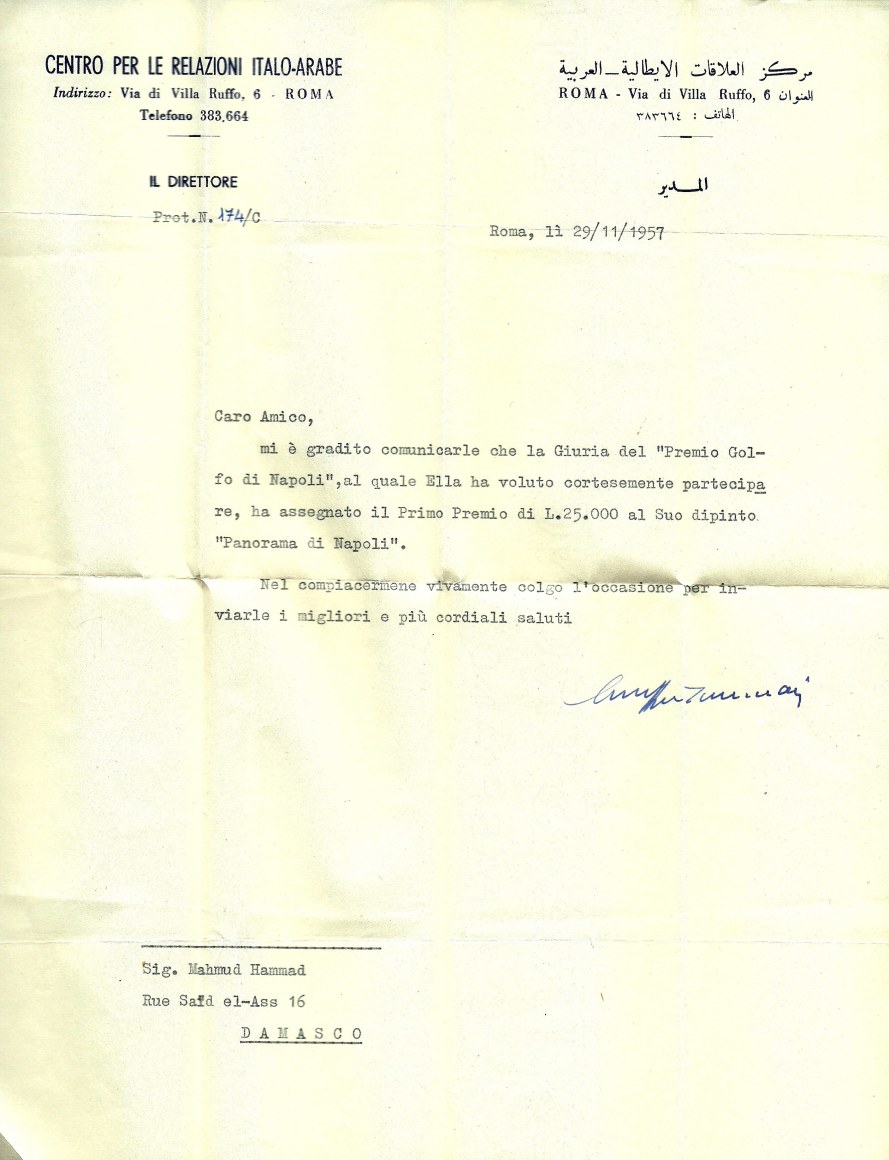 CENTRO PER LE RELAZIONI ITALO-ARABE
Indirizzo: Via di Villa Ruffo, 6 - ROMA
Telefono 383,664
مركز العلاقات الايطالية_العربية
ROMA - Via di Villa Ruffo, 6 العنوان
الهاتف : ٣٨٣٦٦٤
IL DIRETTORE
المدير
Prot.N. 174/C
Roma, lì 29/11/1957
Caro Amico,
mi è gradito comunicarle che la Giuria del "Premio Gol-
fo di Napoli",al quale Ella ha voluto cortesemente partecipa
re, ha assegnato il Primo Premio di L.25.000 al Suo dipinto
"Panorama di Napoli".
Nel compiacermene vivamente colgo l'occasione per in-
viarle i migliori e più cordiali saluti
Sig. Mahmud Hammad
Rue Said el-Ass 16
DAMASCO